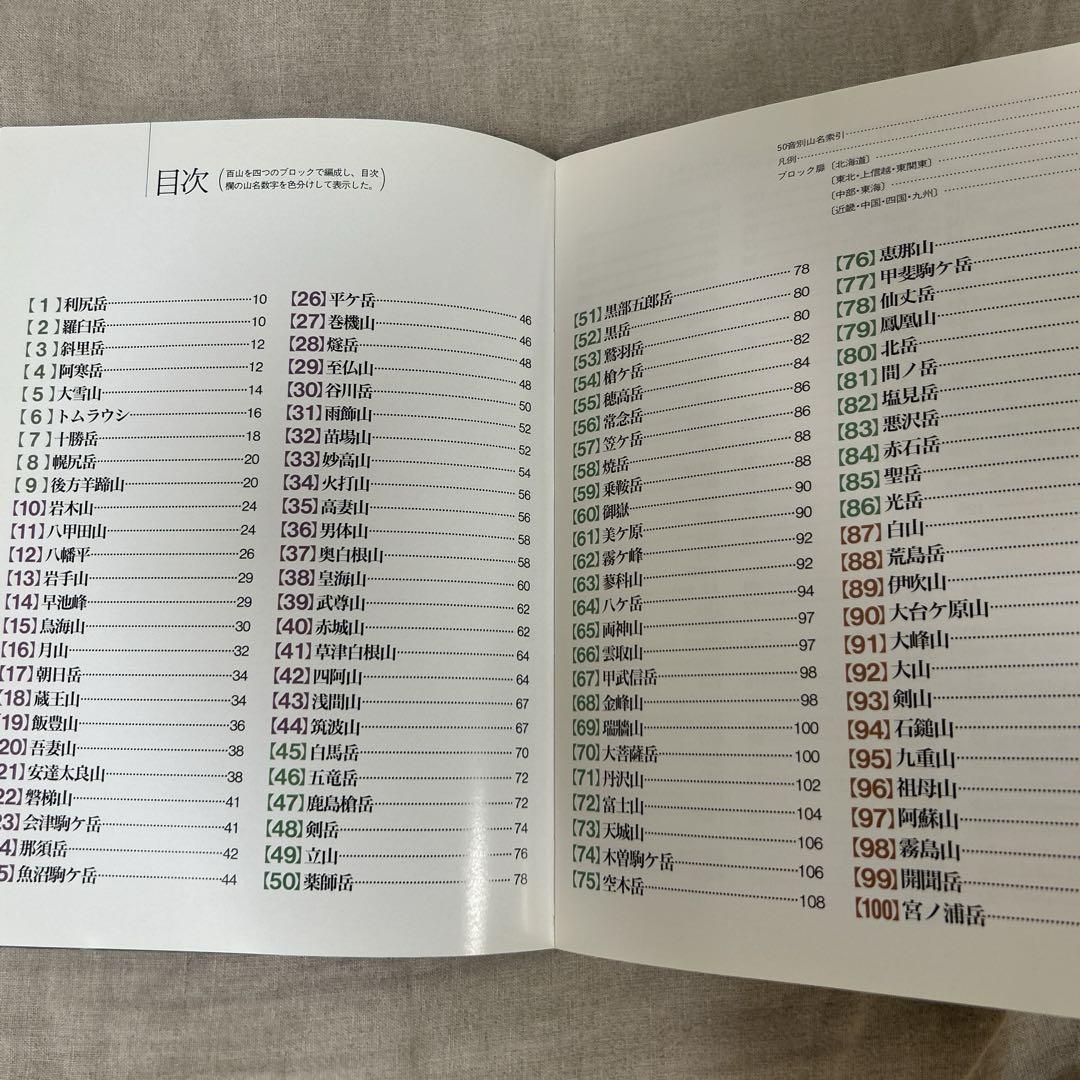 目次
百山を四つのブロックで編成し、目次
欄の山名数字を色分けして表示した。
【1】利尻岳 10
【2】羅臼岳 10
【3】斜里岳 12
【4】阿寒岳 12
【5】大雪山 14
【6】トムラウシ 16
【7】十勝岳 18
【8】幌尻岳 20
【9】後方羊蹄山 20
【10】岩木山 24
【11】八甲田山 24
【12】八幡平 26
【13】岩手山 29
【14】早池峰 29
【15】鳥海山 30
【16】月山 32
17】朝日岳 34
18】蔵王山 34
19】飯豊山 36
20】吾妻山 38
21】安達太良山 38
22】磐梯山 41
23】会津駒ケ岳 41
4】那須岳 42
5】魚沼駒ケ岳 44
【26】平ケ岳 46
【27】巻機山 46
【28】燧岳 48
【29】至仏山 48
【30】谷川岳 50
【31】雨飾山 52
【32】苗場山 52
【33】妙高山 54
【34】火打山 56
【35】高妻山 56
【36】男体山 58
【37】奥白根山 58
【38】皇海山 60
【39】武尊山 62
【40】赤城山 62
【41】草津白根山 64
【42】四阿山 64
【43】浅間山 67
【44】筑波山 67
【45】白馬岳 70
【46】五竜岳 72
【47】鹿島槍岳 72
【48】剣岳 74
【49】立山 76
【50】薬師岳 78
50音別山名索引
凡例
ブロック扉〔北海道〕
〔東北・上信越・東関東〕
〔中部・東海〕
〔近畿・中国・四国・九州〕
【51】黒部五郎岳 78
【52】黒岳 80
【53】鷲羽岳 80
【54】槍ケ岳 82
【55】穂高岳 84
【56】常念岳 86
【57】笠ケ岳 86
【58】焼岳 88
【59】乗鞍岳 88
【60】御嶽 90
【61】美ケ原 90
【62】霧ケ峰 92
【63】蓼科山 92
【64】八ケ岳 94
【65】両神山 97
【66】雲取山 97
【67】甲武信岳 98
【68】金峰山 98
【69】瑞牆山 100
【70】大菩薩岳 100
【71】丹沢山 102
【72】富士山 104
【73】天城山 106
【74】木曽駒ケ岳 106
【75】空木岳 108
【76】恵那山
【77】甲斐駒ケ岳
【78】仙丈岳
【79】鳳凰山
【80】北岳
【81】間ノ岳
【82】塩見岳
【83】悪沢岳
【84】赤石岳
【85】聖岳
【86】光岳
【87】白山
【88】荒島岳
【89】伊吹山
【90】大台ケ原山
【91】大峰山
【92】大山
【93】剣山
【94】石鎚山
【95】九重山
【96】祖母山
【97】阿蘇山
【98】霧島山
【99】開聞岳
【100】宮ノ浦岳